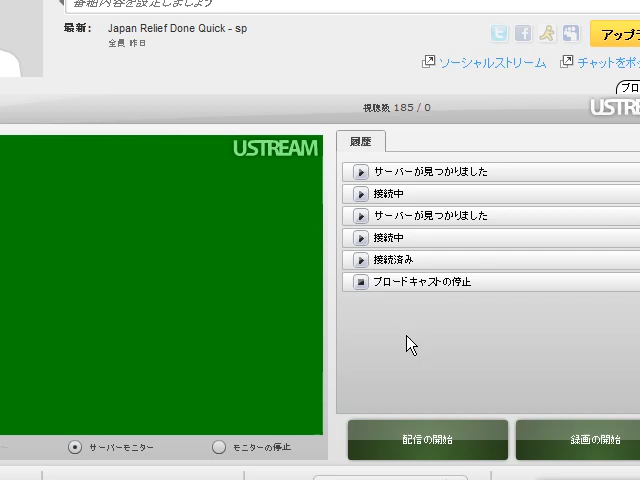 番組内容を設定しましょう
最新: Japan Relief Done Quick - sp
全員 昨日
アップ
ソーシャルストリーム チャットをポ
ブロ
視聴数 185 / 0
USTRE
USTREAM
履歴
サーバーが見つかりました
接続中
サーバーが見つかりました
接続中
接続済み
ブロードキャストの停止
サーバーモニター モニターの停止
配信の開始 録画の開始